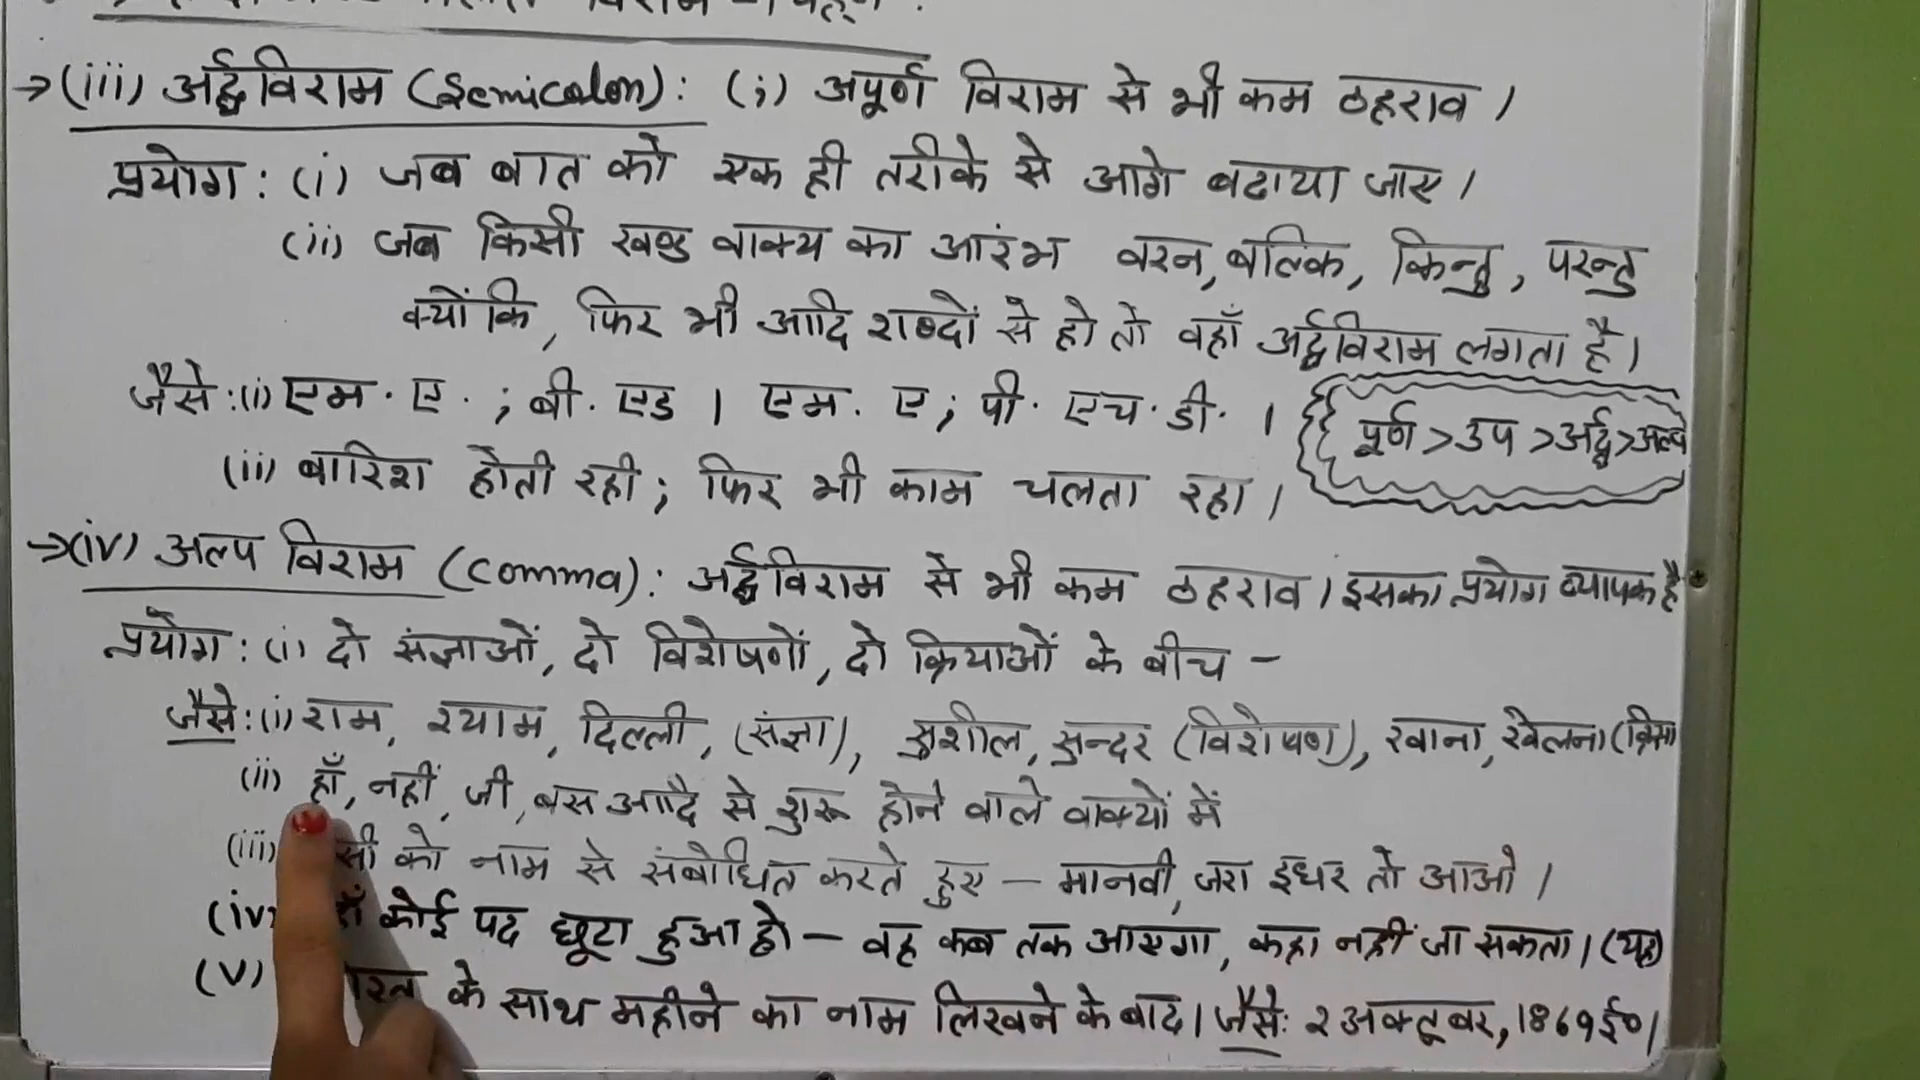 विराम
→(iii) अर्द्धविराम (Semicolon): (;) अपूर्ण विराम से भी कम ठहराव।
प्रयोग: (i) जब बात को एक ही तरीके से आगे बढाया जाए।
(ii) जब किसी खण्ड वाक्य का आरंभ वरन, बल्कि, किन्तु, परन्तु
क्योंकि, फिर भी आदि शब्दों से हो तो वहाँ अर्द्धविराम लगता है।
जैसे:(i) एम. ए. ; बी. एड। एम. ए; पी. एच. डी. ।
पूर्ण > उप > अर्द्ध > अल्प
(ii) बारिश होती रही; फिर भी काम चलता रहा।
→(iv) अल्प विराम (Comma): अर्द्धविराम से भी कम ठहराव। इसका प्रयोग व्यापक है
प्रयोग: (i) दो संज्ञाओं, दो विशेषणों, दो क्रियाओं के बीच -
जैसे:(i) राम, श्याम, दिल्ली, (संज्ञा), सुशील, सुन्दर (विशेषण), खाना, खेलना (क्रिया
(ii) हाँ, नहीं, जी, बस आदि से शुरू होने वाले वाक्यों में
(iii) को नाम से संबोधित करते हुए – मानवी, जरा इधर तो आओ।
(iv) कोई पद छूटा हुआ हो – वह कब तक आएगा, कहा नहीं जा सकता। (यह)
(v) के साथ महीने का नाम लिखने के बाद। जैसे: 2 अक्टूबर, 1869 ई०।